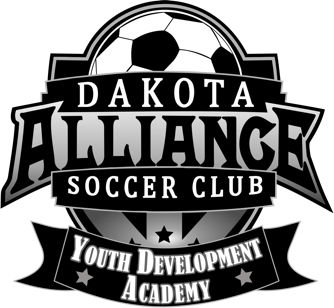 DAKOTA
ALLIANCE
SOCCER CLUB
YOUTH DEVELOPMENT
ACADEMY